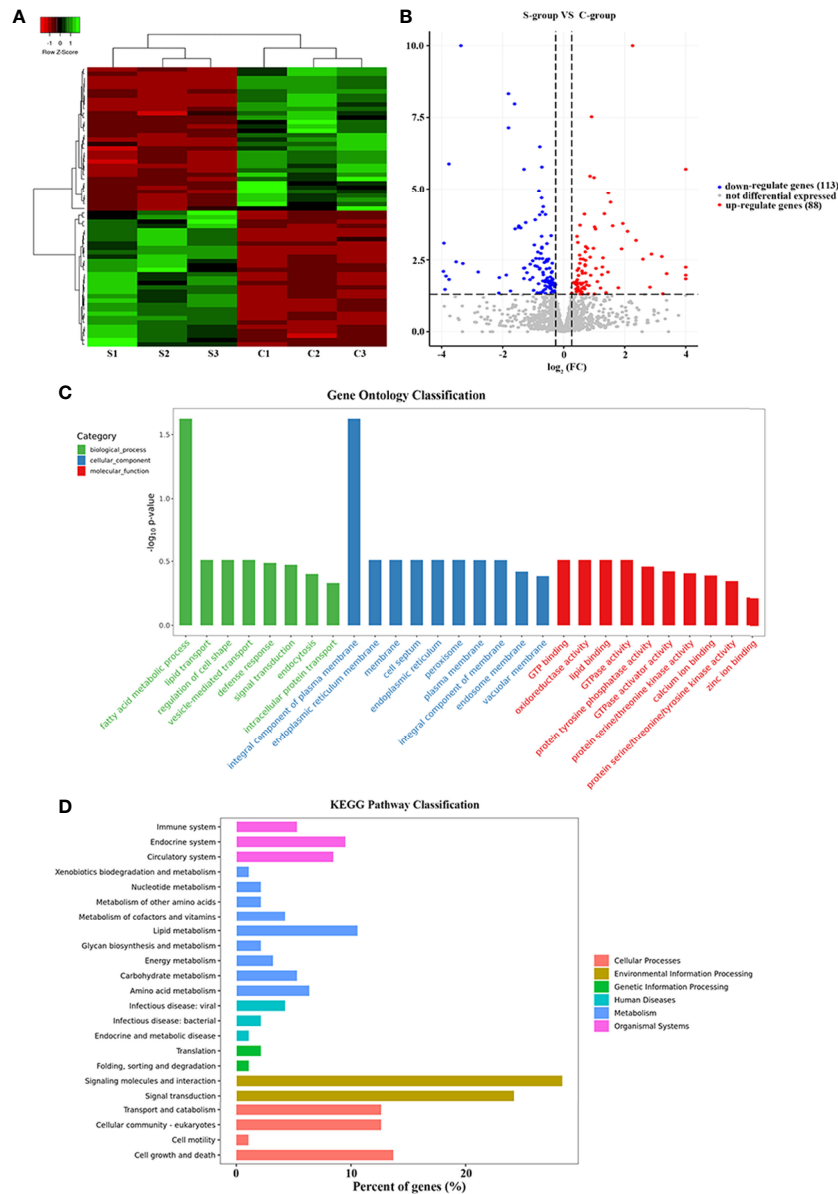 A
-1 0 1
Row Z-Score
S1 S2 S3 C1 C2 C3
B
S-group VS C-group
10.0
7.5
5.0
2.5
0.0
-4 -2 0 2 4
log2 (FC)
down-regulate genes (113)
not differential expressed
up-regulate genes (88)
C
Gene Ontology Classification
Category
biological_process
cellular_component
molecular_function
-log10 p-value
1.5
1.0
0.5
0.0
fatty acid metabolic process
lipid transport
regulation of cell shape
vesicle-mediated transport
defense response
signal transduction
endocytosis
intracellular protein transport
integral component of plasma membrane
endoplasmic reticulum membrane
membrane
cell septum
endoplasmic reticulum
peroxisome
plasma membrane
integral component of membrane
endosome membrane
vacuolar membrane
GTP binding
oxidoreductase activity
lipid binding
GTPase activity
protein tyrosine phosphatase activity
GTPase activator activity
protein serine/threonine kinase activity
calcium ion binding
protein serine/threonine/tyrosine kinase activity
zinc ion binding
D
KEGG Pathway Classification
Immune system
Endocrine system
Circulatory system
Xenobiotics biodegradation and metabolism
Nucleotide metabolism
Metabolism of other amino acids
Metabolism of cofactors and vitamins
Lipid metabolism
Glycan biosynthesis and metabolism
Energy metabolism
Carbohydrate metabolism
Amino acid metabolism
Infectious disease: viral
Infectious disease: bacterial
Endocrine and metabolic disease
Translation
Folding, sorting and degradation
Signaling molecules and interaction
Signal transduction
Transport and catabolism
Cellular community - eukaryotes
Cell motility
Cell growth and death
0 10 20
Percent of genes (%)
Cellular Processes
Environmental Information Processing
Genetic Information Processing
Human Diseases
Metabolism
Organismal Systems